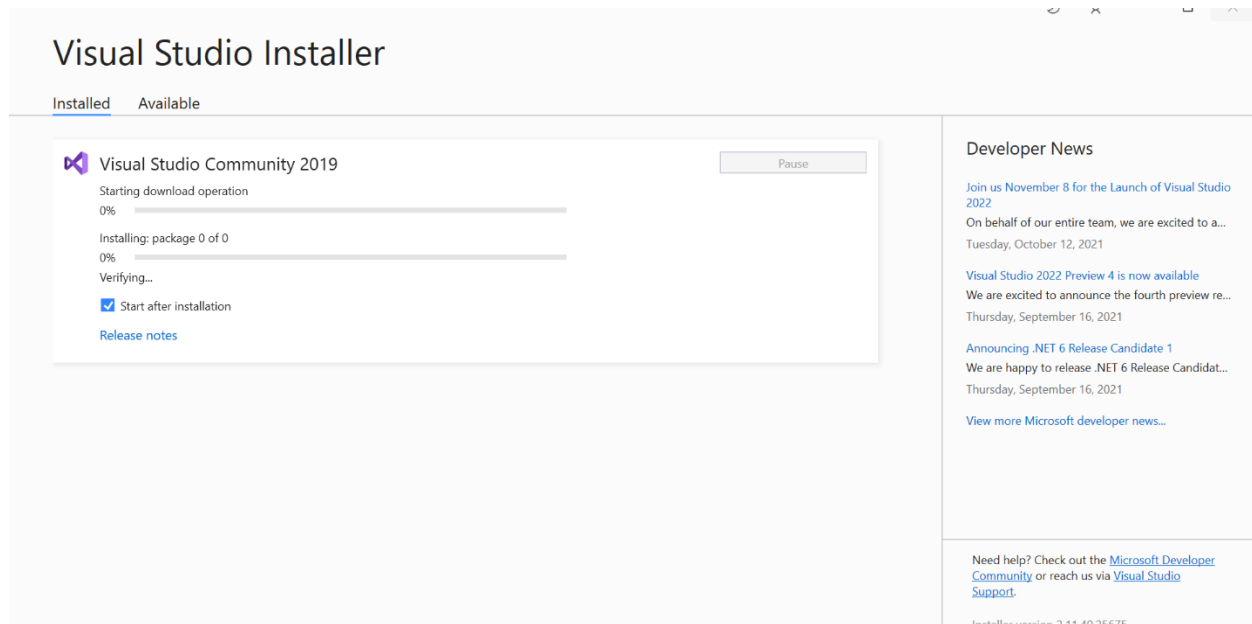 Visual Studio Installer
Installed Available
Visual Studio Community 2019
Pause
Starting download operation
0%
Installing: package 0 of 0
0%
Verifying...
Start after installation
Release notes
Developer News
Join us November 8 for the Launch of Visual Studio
2022
On behalf of our entire team, we are excited to a...
Tuesday, October 12, 2021
Visual Studio 2022 Preview 4 is now available
We are excited to announce the fourth preview re...
Thursday, September 16, 2021
Announcing .NET 6 Release Candidate 1
We are happy to release .NET 6 Release Candidat...
Thursday, September 16, 2021
View more Microsoft developer news...
Need help? Check out the Microsoft Developer
Community or reach us via Visual Studio
Support.
Installer version